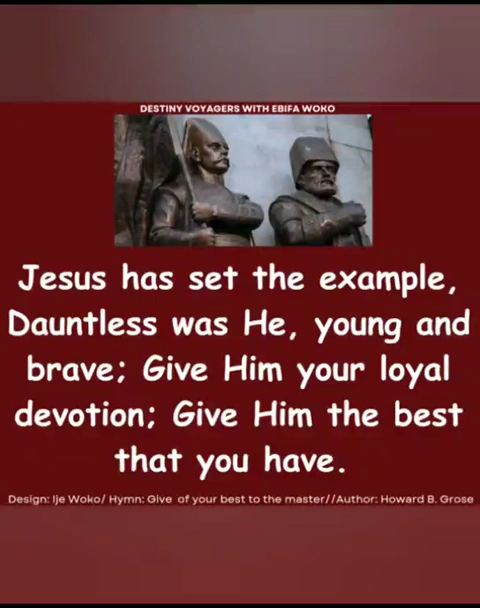 DESTINY VOYAGERS WITH EBIFA WOKO
Jesus has set the example,
Dauntless was He, young and
brave; Give Him your loyal
devotion; Give Him the best
that you have.
Design: Ije Woko/ Hymn: Give of your best to the master//Author: Howard B. Grose